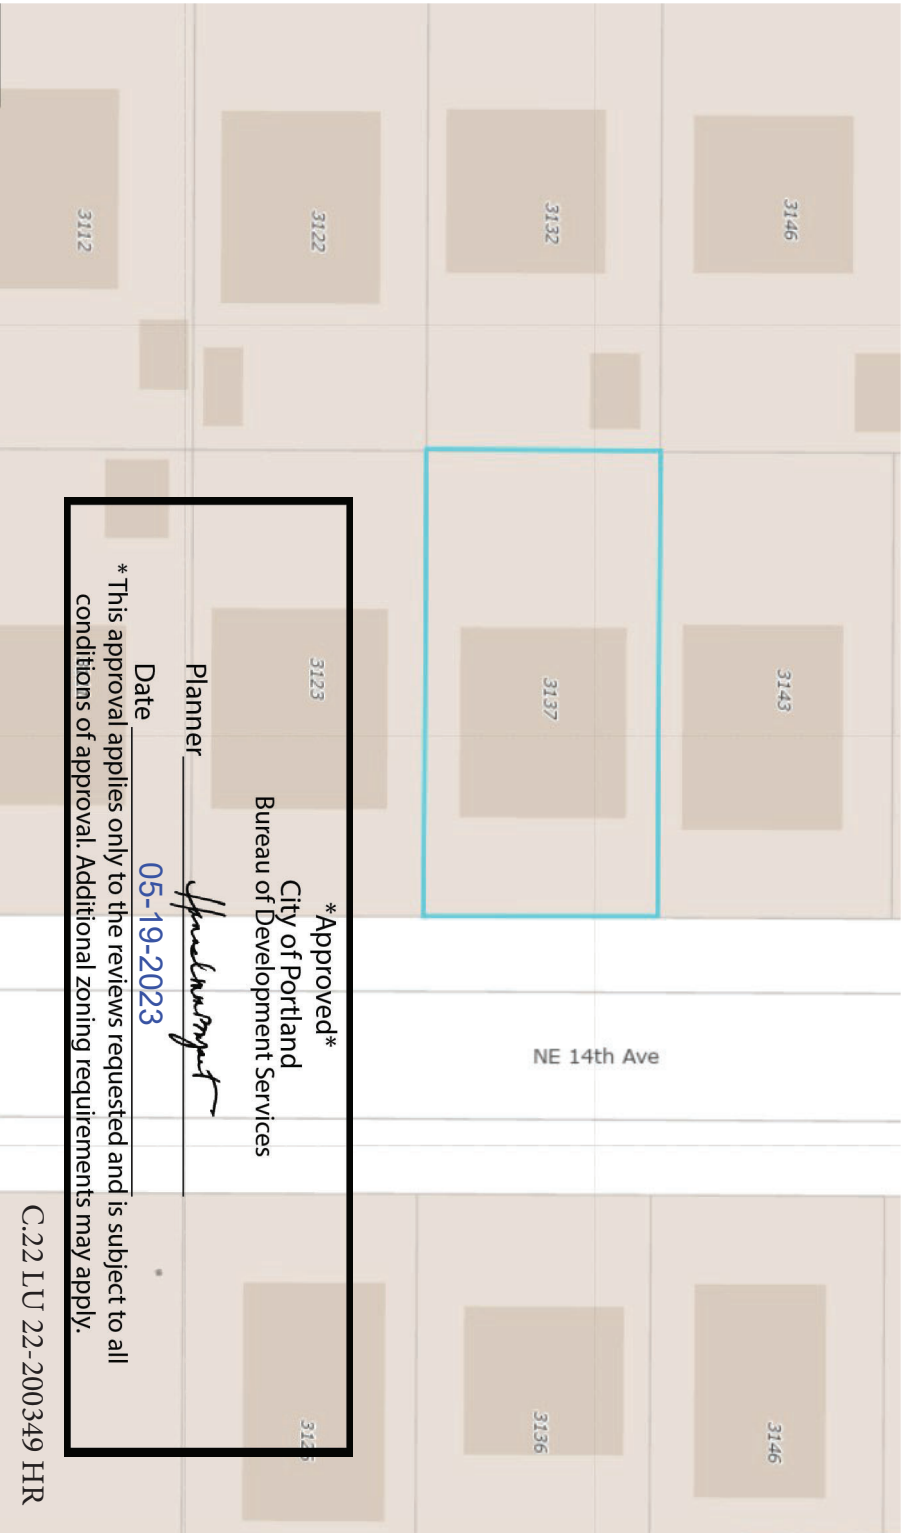 3112
3122
3132
3146
3123
3137
3143
NE 14th Ave
3136
3146
*Approved*
City of Portland
Bureau of Development Services
Planner
Date 05-19-2023
*This approval applies only to the reviews requested and is subject to all
conditions of approval. Additional zoning requirements may apply.
C.22 LU 22-200349 HR